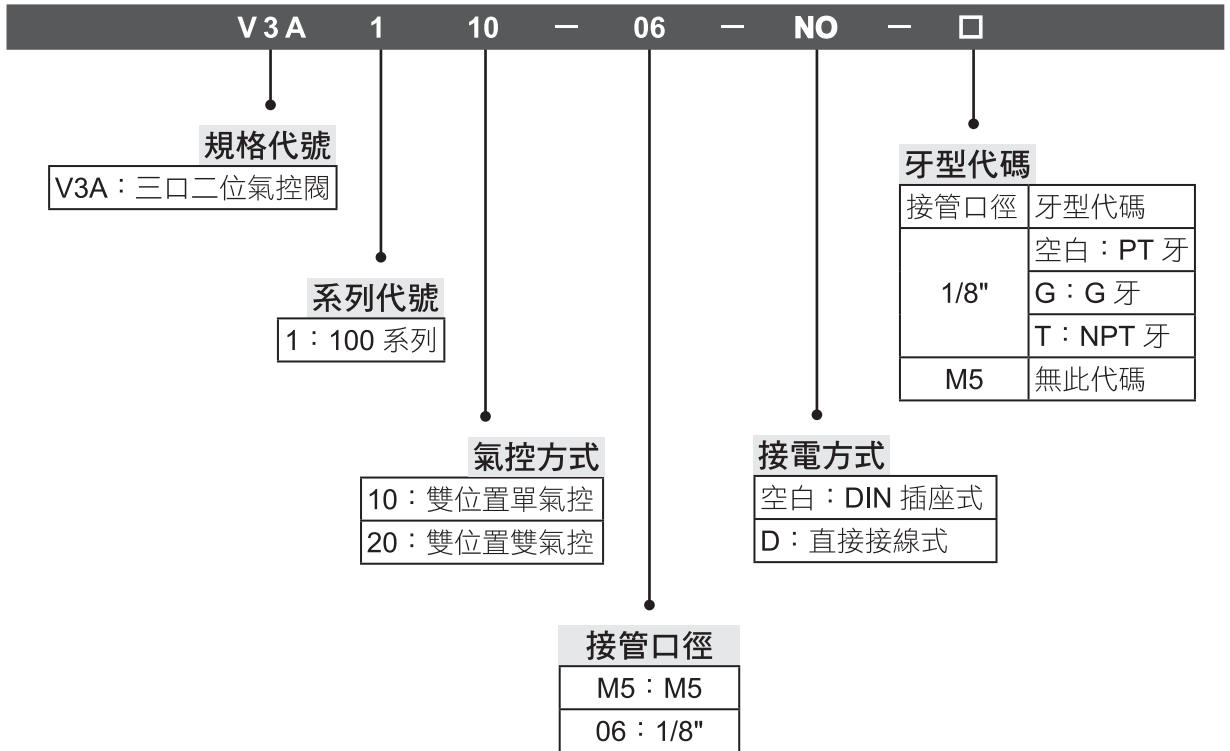 V3A 1 10 — 06 — NO — □
規格代號
V3A：三口二位氣控閥
系列代號
1：100 系列
氣控方式
10：雙位置單氣控
20：雙位置雙氣控
接管口徑
M5：M5
06：1/8"
接電方式
空白：DIN 插座式
D：直接接線式
牙型代碼
接管口徑 牙型代碼
1/8" 空白：PT 牙
G：G 牙
T：NPT 牙
M5 無此代碼